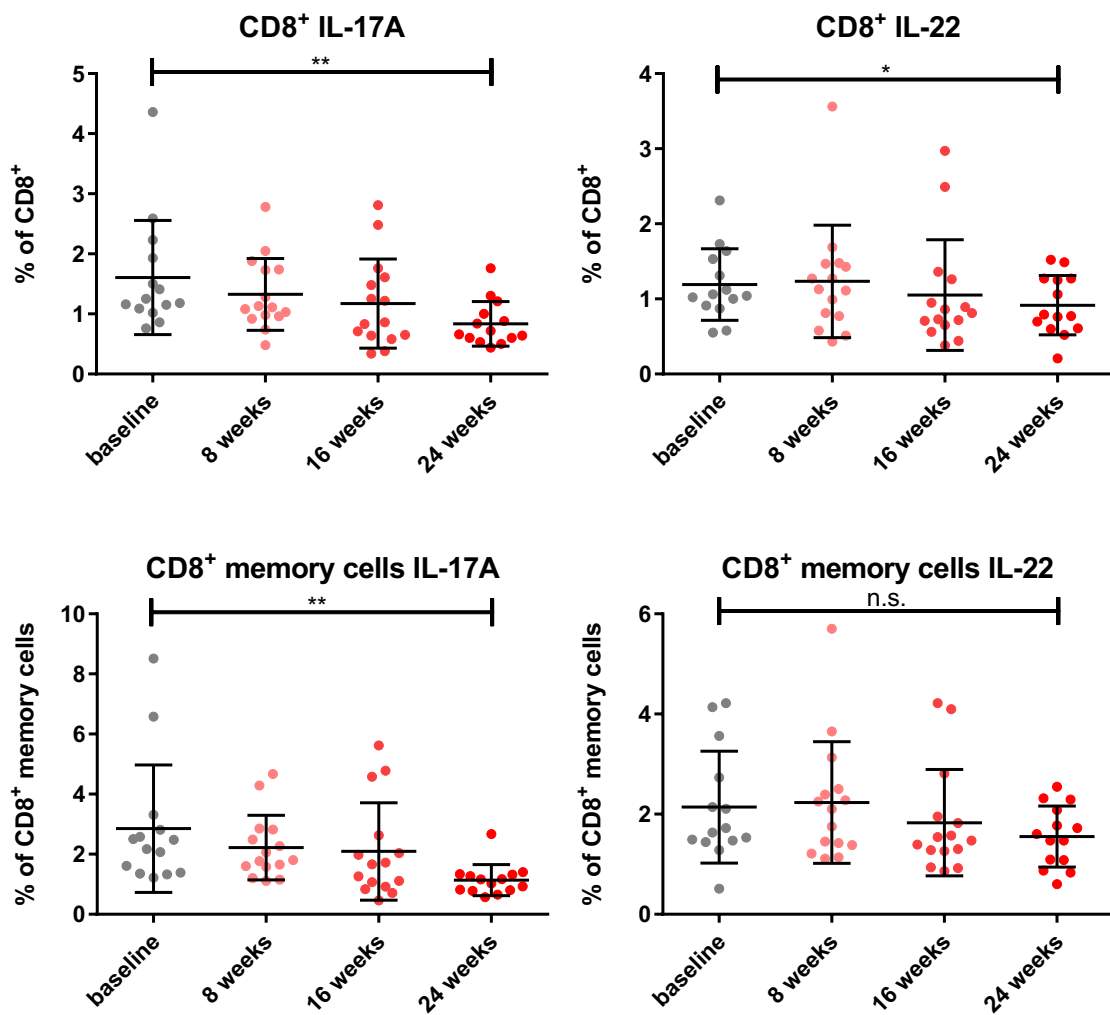 CD8⁺ IL-17A
**
% of CD8⁺
5
4
3
2
1
0
baseline
8 weeks
16 weeks
24 weeks
CD8⁺ IL-22
*
% of CD8⁺
4
3
2
1
0
baseline
8 weeks
16 weeks
24 weeks
CD8⁺ memory cells IL-17A
**
% of CD8⁺ memory cells
10
8
6
4
2
0
baseline
8 weeks
16 weeks
24 weeks
CD8⁺ memory cells IL-22
n.s.
% of CD8⁺ memory cells
6
4
2
0
baseline
8 weeks
16 weeks
24 weeks